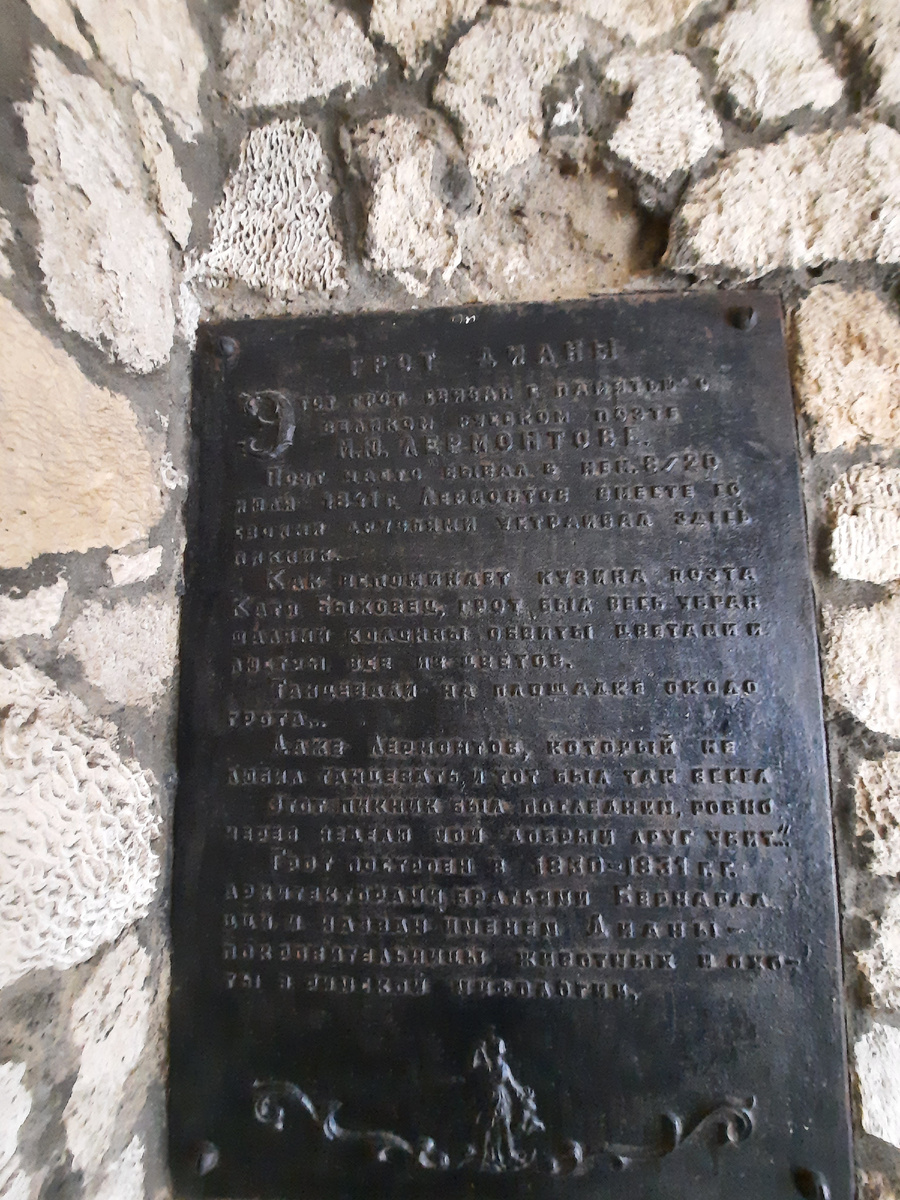 ГРОТ ДИАНЫ
Этот грот связан с памятью о
великом русском поэте
М.Ю. ЛЕРМОНТОВЕ.
Поэт часто бывал в нем. 8/20
июля 1841 г. Лермонтов вместе со
своими друзьями устраивал здесь
пикник.
Как вспоминает кузина поэта
Катя Быховец, грот был весь убран
шалями колонны обвиты цветами и
люстры все из цветов.
Танцевали на площадке около
грота...
Даже Лермонтов, который не
любил танцевать, и тот был так весел
Этот пикник был последний, ровно
через неделю мой добрый друг убит..."
Грот построен в 1830-1831 г.г.
архитекторами, братьями Бернардац-
ци и назван именем Дианы-
покровительницы животных и охо-
ты в римской мифологии.